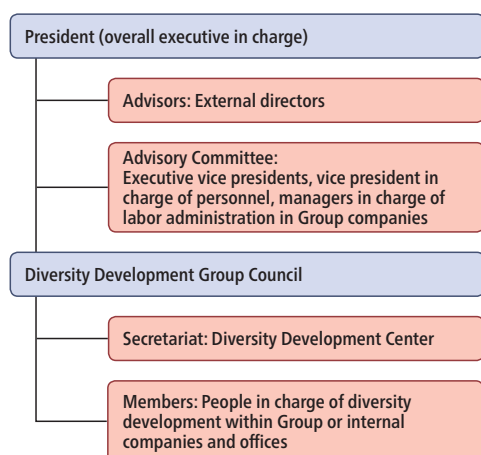 President (overall executive in charge)
Advisors: External directors
Advisory Committee:
Executive vice presidents, vice president in
charge of personnel, managers in charge of
labor administration in Group companies
Diversity Development Group Council
Secretariat: Diversity Development Center
Members: People in charge of diversity
development within Group or internal
companies and offices